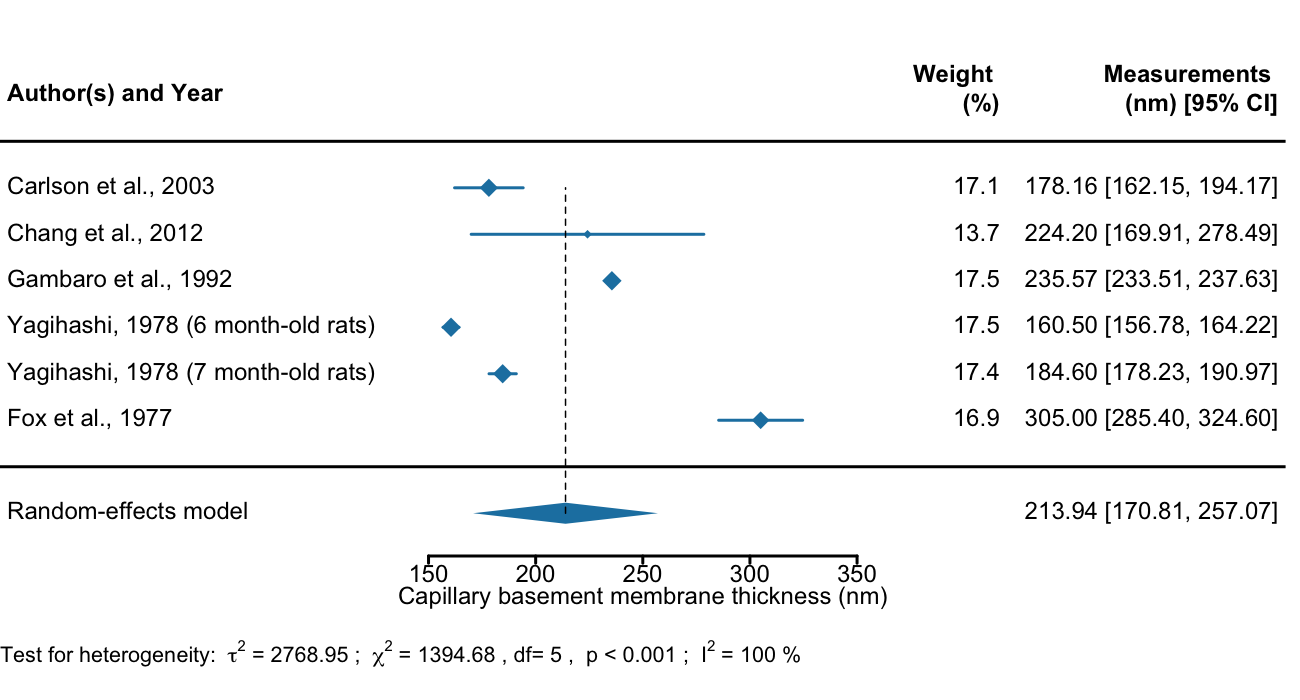 Author(s) and Year
Weight
(%)
Measurements
(nm) [95% CI]
Carlson et al., 2003 17.1 178.16 [162.15, 194.17]
Chang et al., 2012 13.7 224.20 [169.91, 278.49]
Gambaro et al., 1992 17.5 235.57 [233.51, 237.63]
Yagihashi, 1978 (6 month-old rats) 17.5 160.50 [156.78, 164.22]
Yagihashi, 1978 (7 month-old rats) 17.4 184.60 [178.23, 190.97]
Fox et al., 1977 16.9 305.00 [285.40, 324.60]
Random-effects model 213.94 [170.81, 257.07]
150 200 250 300 350
Capillary basement membrane thickness (nm)
Test for heterogeneity: τ² = 2768.95 ; χ² = 1394.68 , df= 5 , p < 0.001 ; I² = 100 %